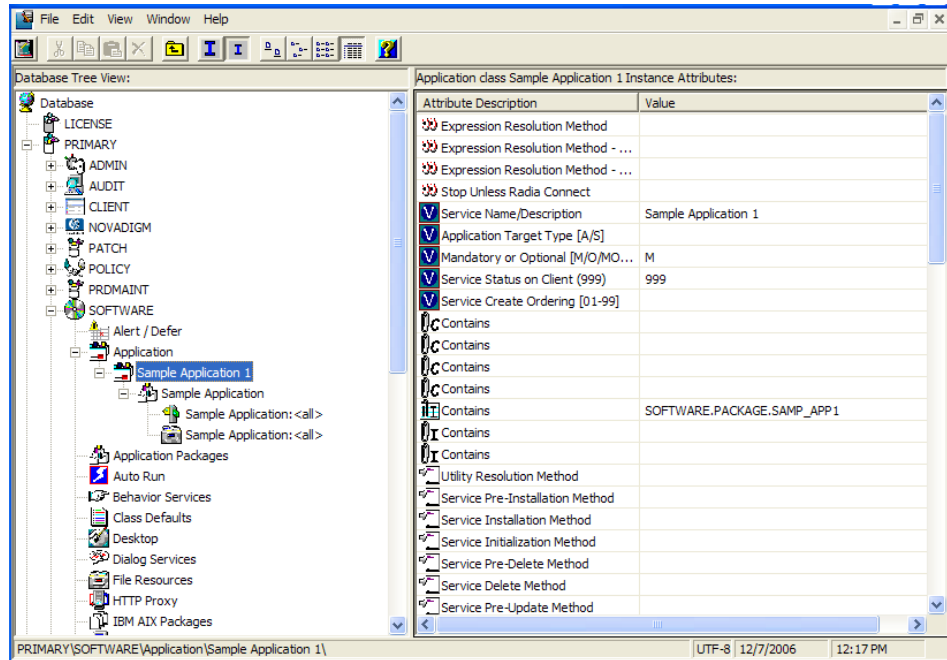 File Edit View Window Help
Database Tree View:
Application class Sample Application 1 Instance Attributes:
Database
LICENSE
PRIMARY
ADMIN
AUDIT
CLIENT
NOVADIGM
PATCH
POLICY
PRDMAINT
SOFTWARE
Alert / Defer
Application
Sample Application 1
Sample Application
Sample Application:<all>
Sample Application:<all>
Application Packages
Auto Run
Behavior Services
Class Defaults
Desktop
Dialog Services
File Resources
HTTP Proxy
IBM AIX Packages
Attribute Description Value
Expression Resolution Method
Expression Resolution Method - ...
Expression Resolution Method - ...
Stop Unless Radia Connect
V Service Name/Description Sample Application 1
V Application Target Type [A/S]
V Mandatory or Optional [M/O/MO... M
V Service Status on Client (999) 999
V Service Create Ordering [01-99]
C Contains
C Contains
C Contains
C Contains
I Contains SOFTWARE.PACKAGE.SAMP_APP1
I Contains
I Contains
Utility Resolution Method
Service Pre-Installation Method
Service Installation Method
Service Initialization Method
Service Pre-Delete Method
Service Delete Method
Service Pre-Update Method
PRIMARY\SOFTWARE\Application\Sample Application 1\ UTF-8 12/7/2006 12:17 PM